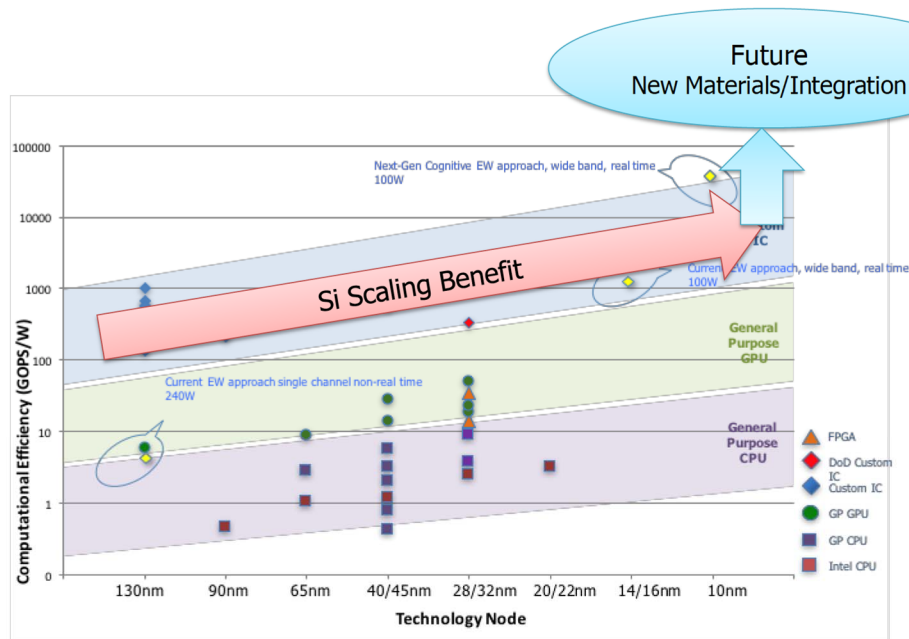 Future
New Materials/Integration
100000
Next-Gen Cognitive EW approach, wide band, real time
100W
10000
IC
Si Scaling Benefit
Current EW approach, wide band, real time
100W
1000
General
Purpose
GPU
100
Current EW approach single channel non-real time
240W
General
Purpose
CPU
10
1
0
FPGA
DoD Custom
IC
Custom IC
GP GPU
GP CPU
Intel CPU
Computational Efficiency (GOPS/W)
130nm 90nm 65nm 40/45nm 28/32nm 20/22nm 14/16nm 10nm
Technology Node